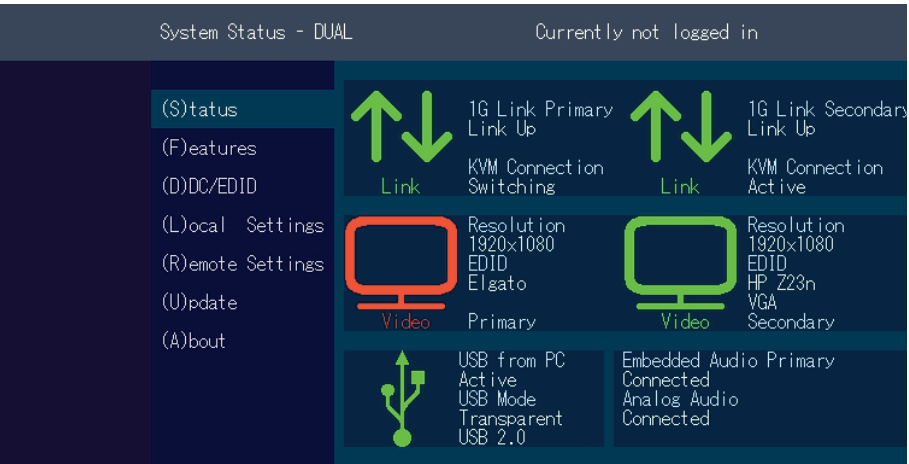 System Status - DUAL
Currently not logged in
(S)tatus
(F)eatures
(D)DC/EDID
(L)ocal Settings
(R)emote Settings
(U)pdate
(A)bout
1G Link Primary
Link Up
KVM Connection
Switching
Link
1G Link Secondary
Link Up
KVM Connection
Active
Link
Resolution
1920x1080
EDID
Elgato
Primary
Video
Resolution
1920x1080
EDID
HP Z23n
VGA
Secondary
Video
USB from PC
Active
USB Mode
Transparent
USB 2.0
Embedded Audio Primary
Connected
Analog Audio
Connected